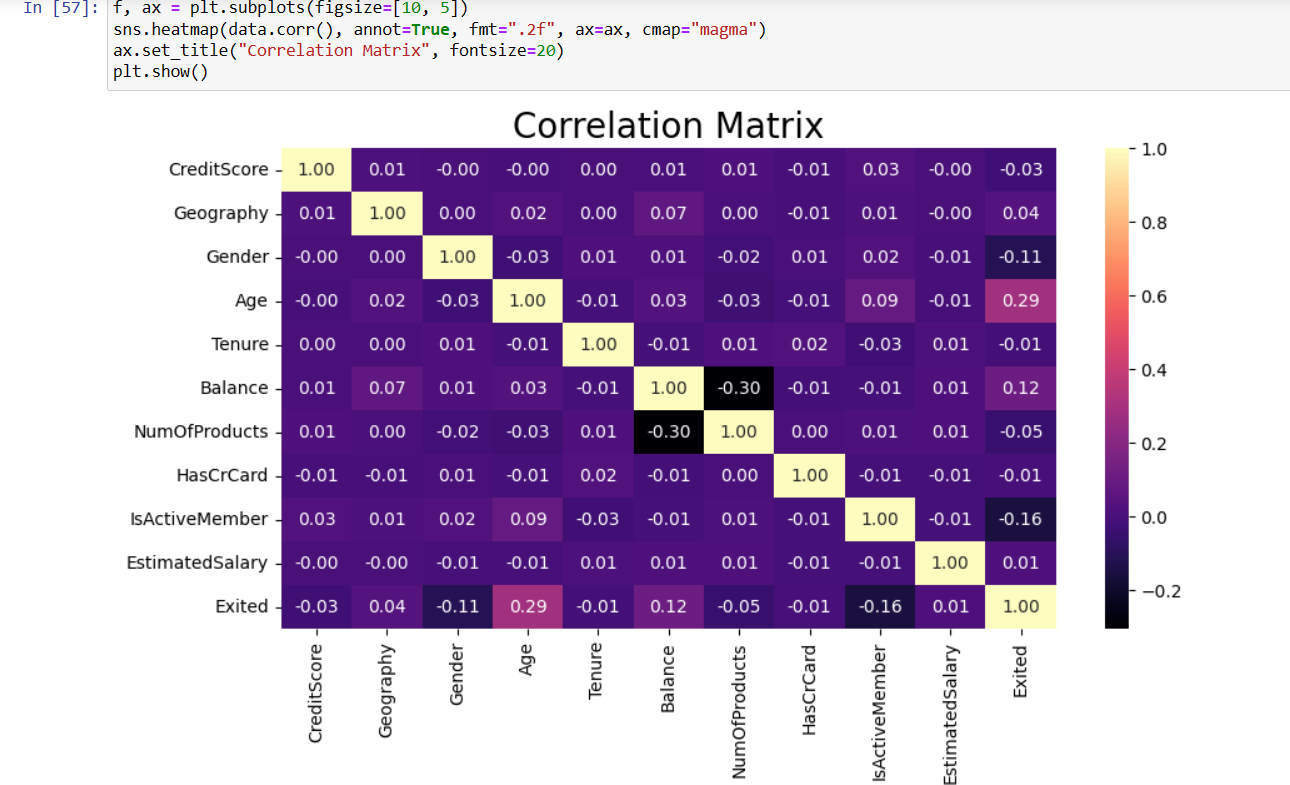 In [57]: f, ax = plt.subplots(figsize=[10, 5])
sns.heatmap(data.corr(), annot=True, fmt=".2f", ax=ax, cmap="magma")
ax.set_title("Correlation Matrix", fontsize=20)
plt.show()
Correlation Matrix
CreditScore 1.00 0.01 -0.00 -0.00 0.00 0.01 0.01 -0.01 0.03 -0.00 -0.03
Geography 0.01 1.00 0.00 0.02 0.00 0.07 0.00 -0.01 0.01 -0.00 0.04
Gender -0.00 0.00 1.00 -0.03 0.01 0.01 -0.02 0.01 0.02 -0.01 -0.11
Age -0.00 0.02 -0.03 1.00 -0.01 0.03 -0.03 -0.01 0.09 -0.01 0.29
Tenure 0.00 0.00 0.01 -0.01 1.00 -0.01 0.01 0.02 -0.03 0.01 -0.01
Balance 0.01 0.07 0.01 0.03 -0.01 1.00 -0.30 -0.01 -0.01 0.01 0.12
NumOfProducts 0.01 0.00 -0.02 -0.03 0.01 -0.30 1.00 0.00 0.01 0.01 -0.05
HasCrCard -0.01 -0.01 0.01 -0.01 0.02 -0.01 0.00 1.00 -0.01 -0.01 -0.01
IsActiveMember 0.03 0.01 0.02 0.09 -0.03 -0.01 0.01 -0.01 1.00 -0.01 -0.16
EstimatedSalary -0.00 -0.00 -0.01 -0.01 0.01 0.01 0.01 -0.01 -0.01 1.00 0.01
Exited -0.03 0.04 -0.11 0.29 -0.01 0.12 -0.05 -0.01 -0.16 0.01 1.00
CreditScore
Geography
Gender
Age
Tenure
Balance
NumOfProducts
HasCrCard
IsActiveMember
EstimatedSalary
Exited
1.0
0.8
0.6
0.4
0.2
0.0
−0.2